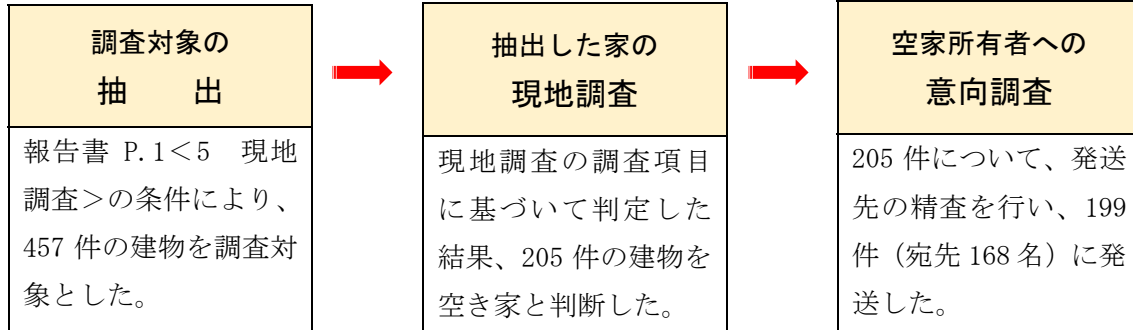 調査対象の
抽　　出
報告書 P.1＜5　現地
調査＞の条件により、
457 件の建物を調査対
象とした。
抽出した家の
現地調査
現地調査の調査項目
に基づいて判定した
結果、205 件の建物を
空き家と判断した。
空家所有者への
意向調査
205 件について、発送
先の精査を行い、199
件（宛先 168 名）に発
送した。